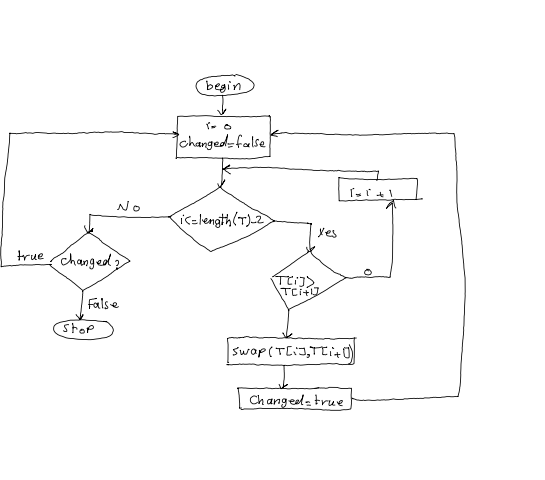 begin
i= 0
changed=false
i= i +1
i<=length(T)-2
NO
Yes
true
changed?
T[i]>
T[i+1]
0
False
stop
swap(T[i],T[i+1])
Changed=true